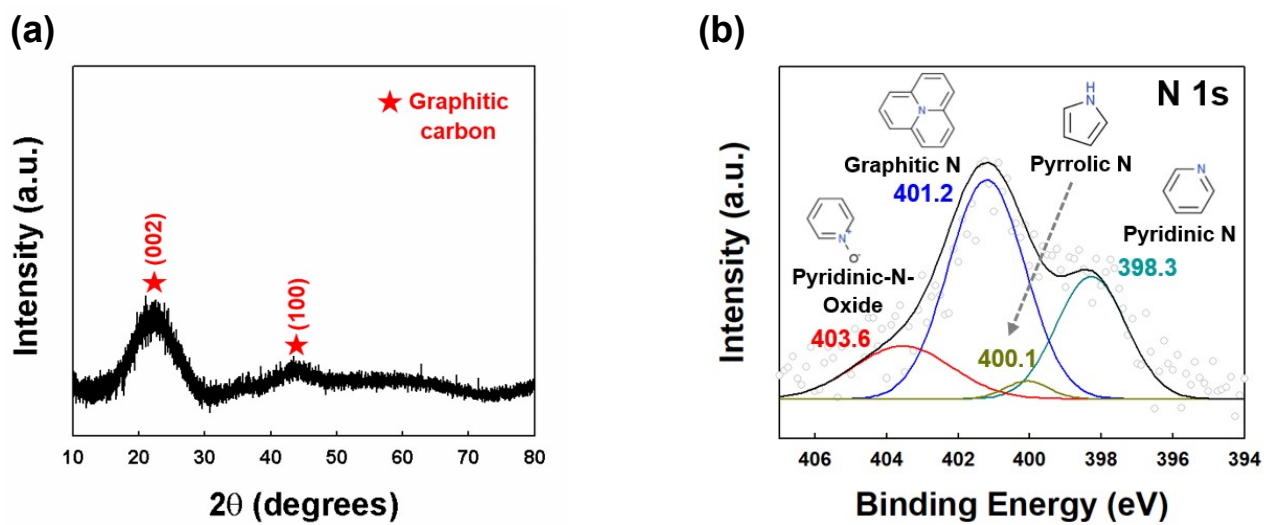 (a)
Intensity (a.u.)
★ Graphitic
carbon
★ (002)
★ (100)
10 20 30 40 50 60 70 80
2θ (degrees)
(b)
Intensity (a.u.)
N 1s
H
N
N
N
N+
O-
Graphitic N
401.2
Pyrrolic N
Pyridinic N
398.3
Pyridinic-N-
Oxide
403.6
400.1
406 404 402 400 398 396 394
Binding Energy (eV)